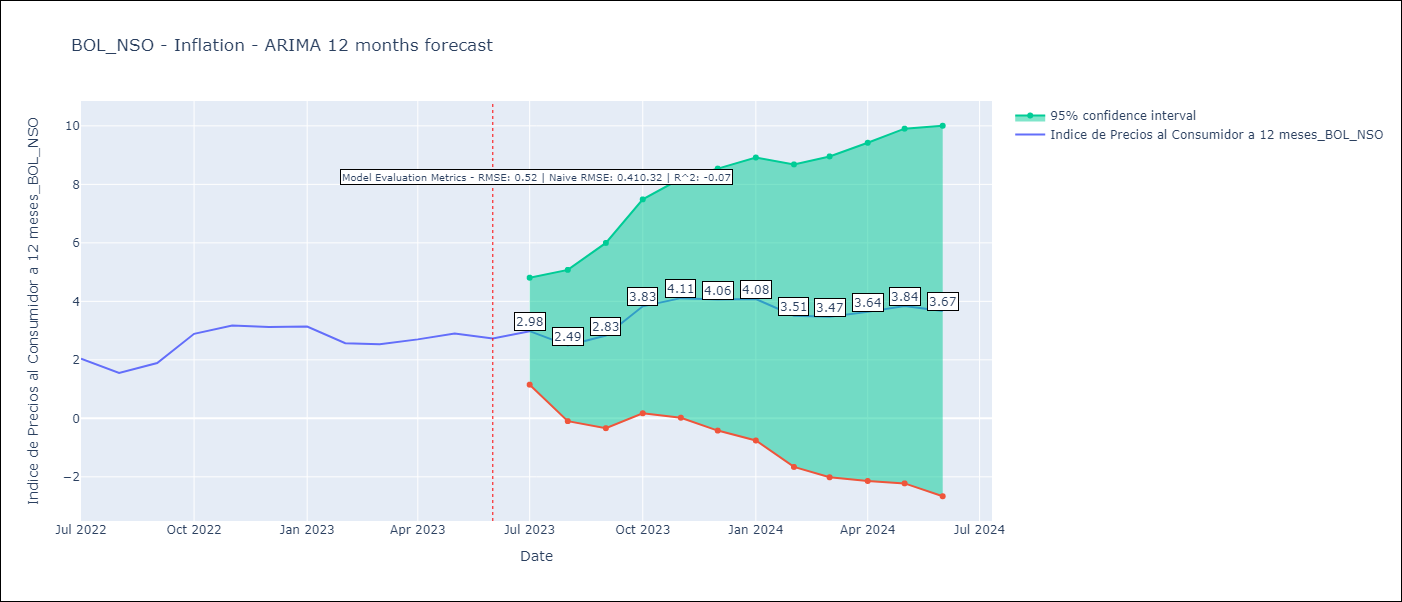 BOL_NSO - Inflation - ARIMA 12 months forecast
95% confidence interval
Indice de Precios al Consumidor a 12 meses_BOL_NSO
Model Evaluation Metrics - RMSE: 0.52 | Naive RMSE: 0.410.32 | R^2: -0.07
Indice de Precios al Consumidor a 12 meses_BOL_NSO
10
8
6
4
2
0
−2
2.98
2.49
2.83
3.83
4.11
4.06
4.08
3.51
3.47
3.64
3.84
3.67
Jul 2022
Oct 2022
Jan 2023
Apr 2023
Jul 2023
Oct 2023
Jan 2024
Apr 2024
Jul 2024
Date